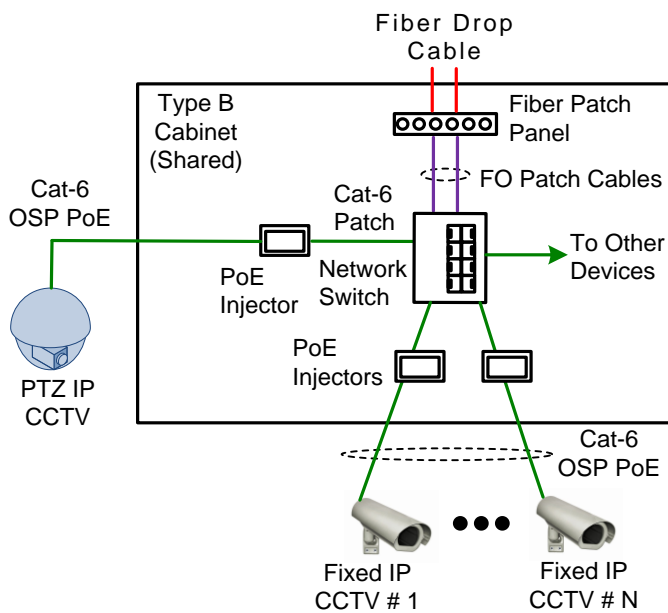 Fiber Drop
Cable
Type B
Cabinet
(Shared)
Fiber Patch
Panel
FO Patch Cables
Cat-6
OSP PoE
Cat-6
Patch
PoE
Injector
Network
Switch
To Other
Devices
PTZ IP
CCTV
PoE
Injectors
Cat-6
OSP PoE
Fixed IP
CCTV # 1
Fixed IP
CCTV # N